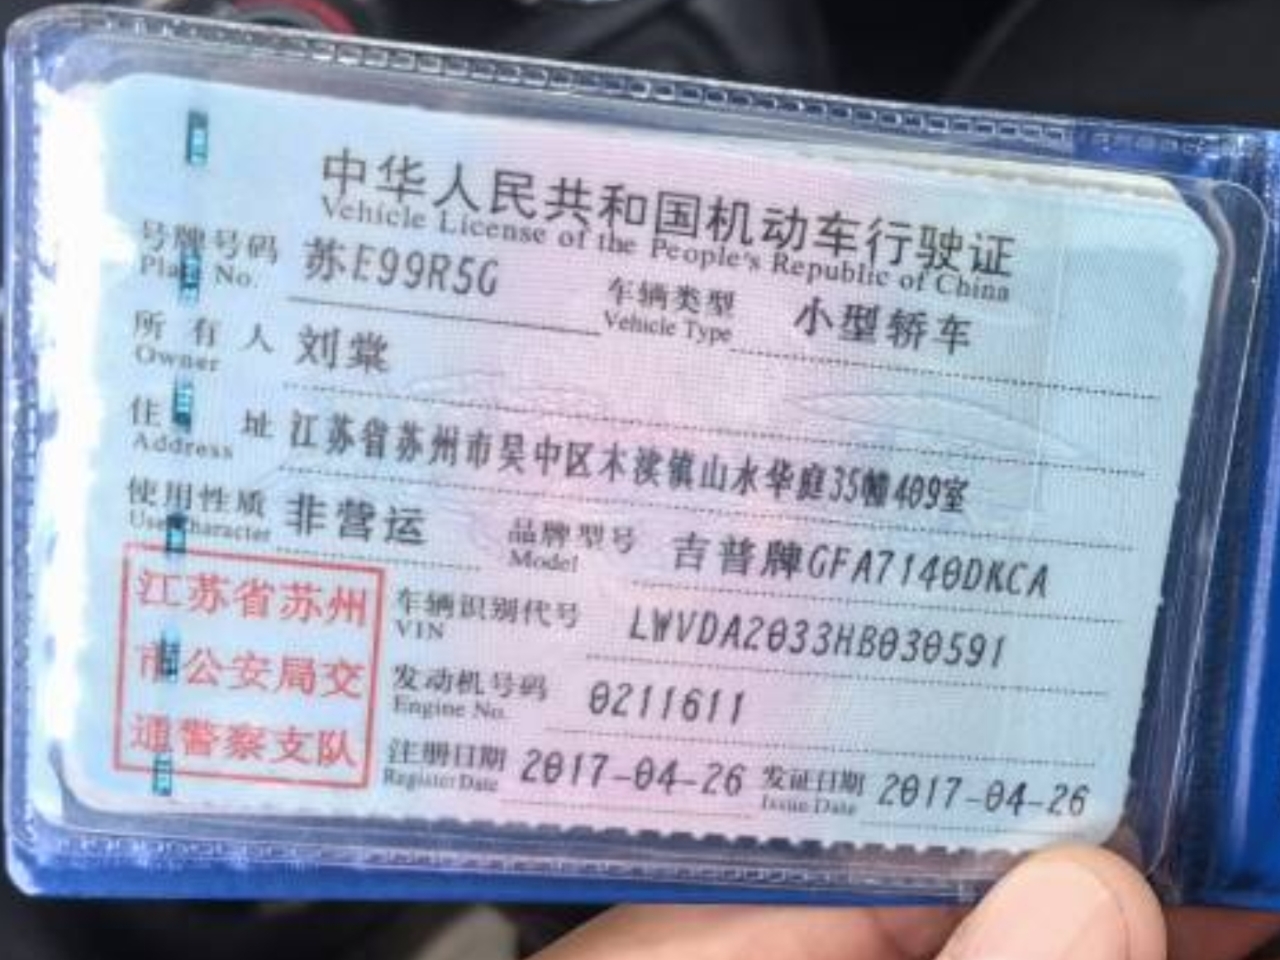 中华人民共和国机动车行驶证
Vehicle License of the People's Republic of China
号牌号码 苏E99R5G 车辆类型 小型轿车
Plate No. Vehicle Type
所有人 刘棠
Owner
住址 江苏省苏州市吴中区木渎镇山水华庭35幢409室
Address
使用性质 非营运 品牌型号 吉普牌GFA7140DKCA
Use Character Model
江苏省苏州
市公安局交
通警察支队
车辆识别代号 LWVDA2033HB030591
VIN
发动机号码 0211611
Engine No.
注册日期 2017-04-26 发证日期 2017-04-26
Register Date Issue Date